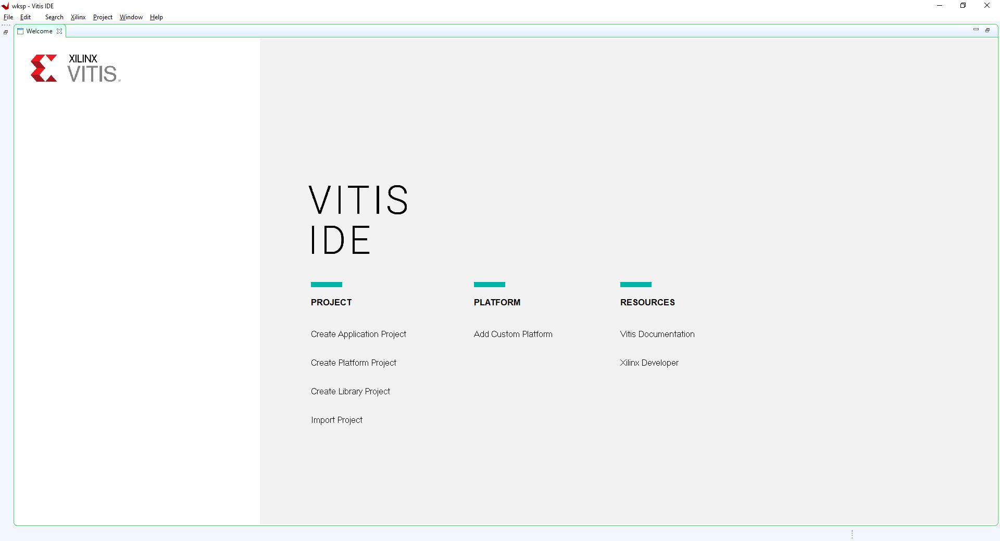 wksp - Vitis IDE
File Edit Search Xilinx Project Window Help
Welcome
XILINX
VITIS
VITIS
IDE
PROJECT
Create Application Project
Create Platform Project
Create Library Project
Import Project
PLATFORM
Add Custom Platform
RESOURCES
Vitis Documentation
Xilinx Developer